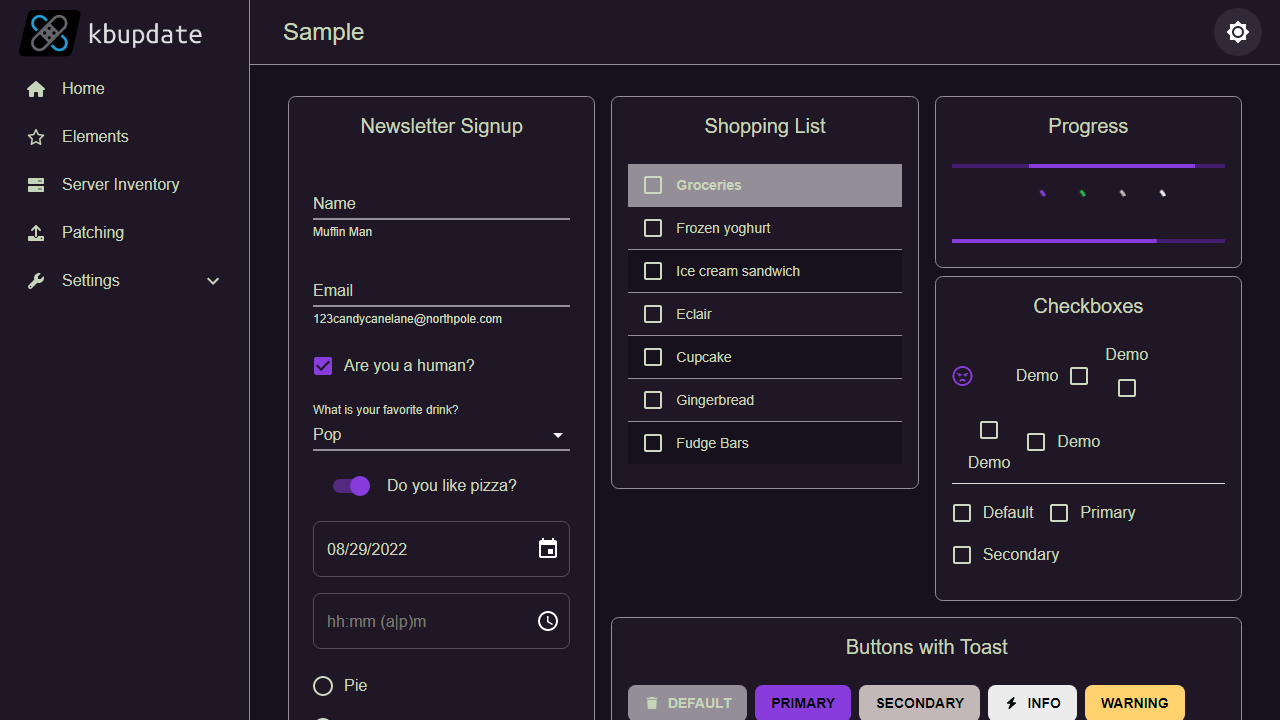 kbupdate
Sample
Home
Elements
Server Inventory
Patching
Settings
Newsletter Signup
Name
Muffin Man
Email
123candycanelane@northpole.com
Are you a human?
What is your favorite drink?
Pop
Do you like pizza?
08/29/2022
hh:mm (a|p)m
Pie
Shopping List
Groceries
Frozen yoghurt
Ice cream sandwich
Eclair
Cupcake
Gingerbread
Fudge Bars
Progress
Checkboxes
Demo
Demo
Demo
Demo
Default
Primary
Secondary
Buttons with Toast
DEFAULT
PRIMARY
SECONDARY
INFO
WARNING